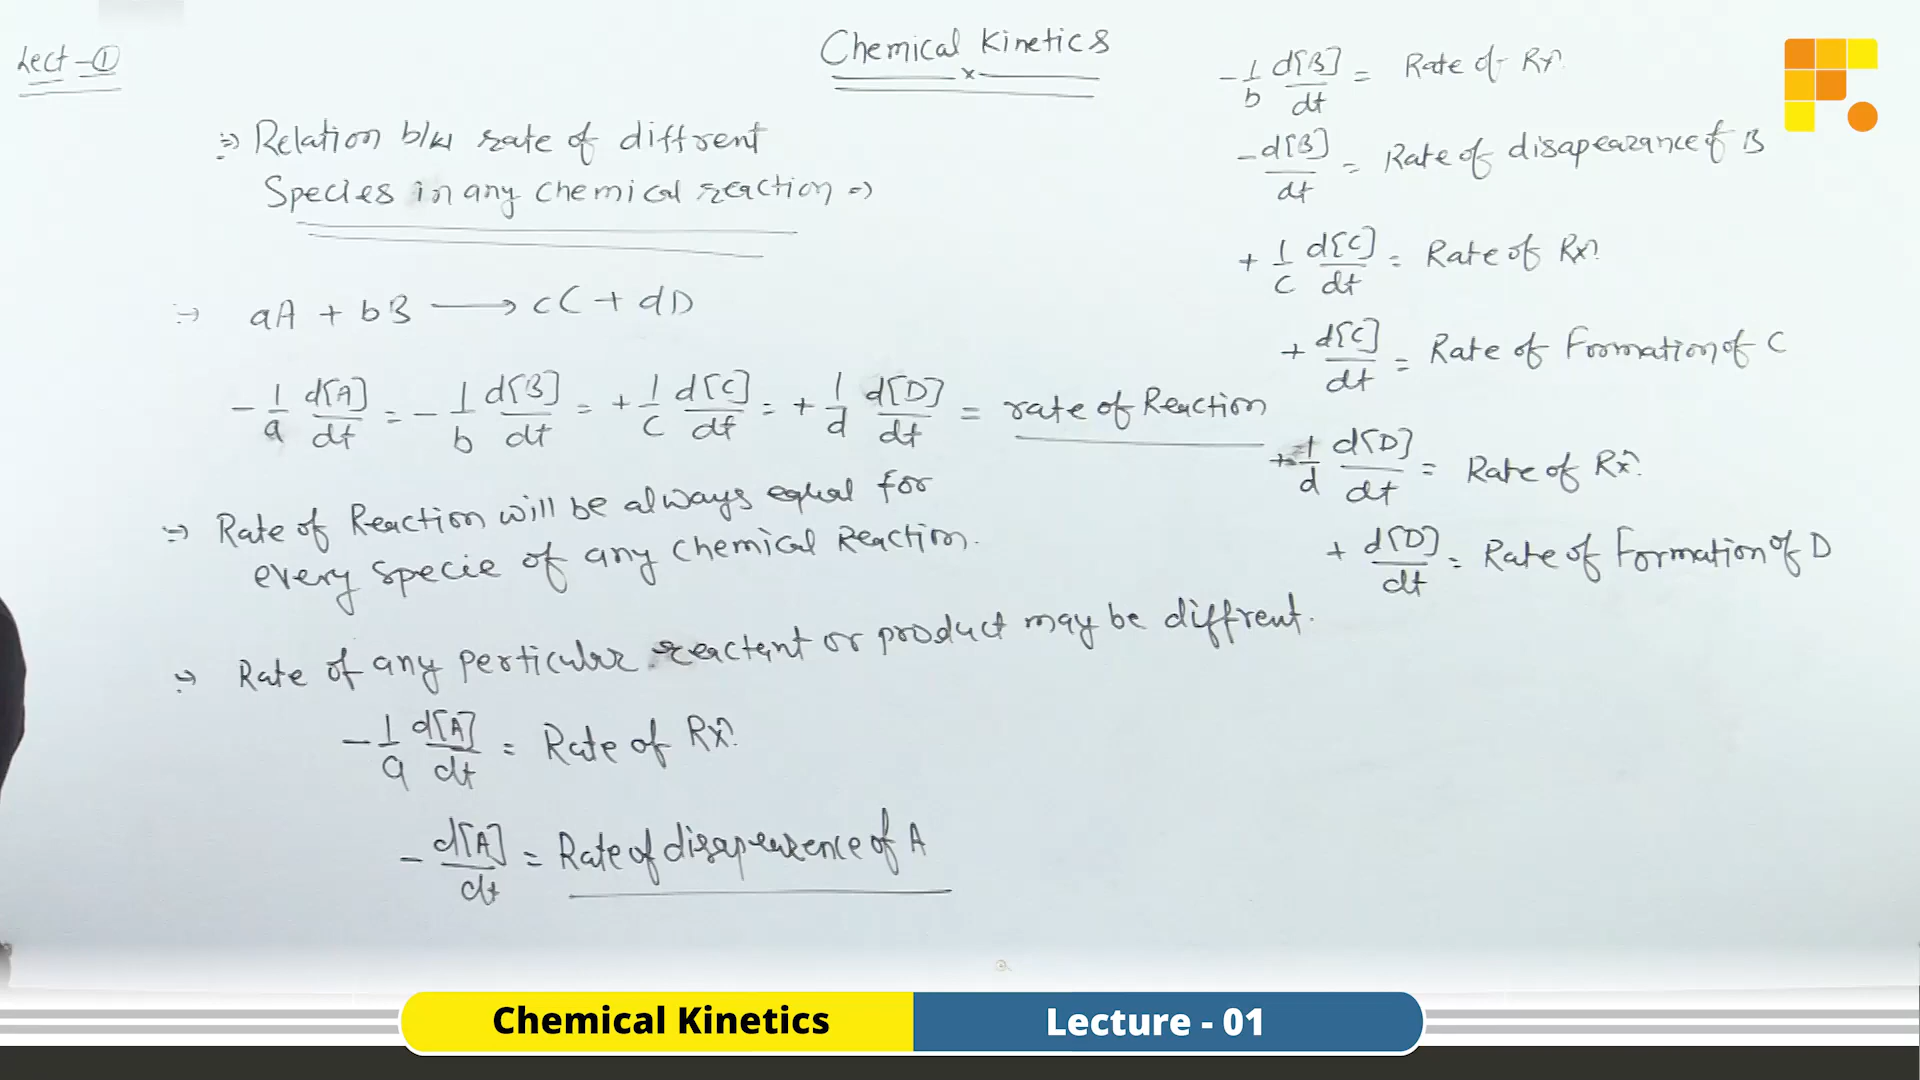 Lect - ①
Chemical Kinetics
x
⇒ Relation b/w rate of diffrent
Species in any chemical reaction ⇒
⇒ aA + bB ⟶ cC + dD
- 1/a d[A]/dt = - 1/b d[B]/dt = + 1/c d[C]/dt = + 1/d d[D]/dt = rate of Reaction
⇒ Rate of Reaction will be always equal for
every specie of any chemical Reaction.
⇒ Rate of any perticular reactent or product may be diffrent.
- 1/a d[A]/dt = Rate of Rxn.
- d[A]/dt = Rate of disapearence of A
- 1/b d[B]/dt = Rate of Rxn.
- d[B]/dt = Rate of disapearance of B
+ 1/c d[C]/dt = Rate of Rxn.
+ d[C]/dt = Rate of Formation of C
+ 1/d d[D]/dt = Rate of Rxn.
+ d[D]/dt = Rate of Formation of D
Chemical Kinetics
Lecture - 01